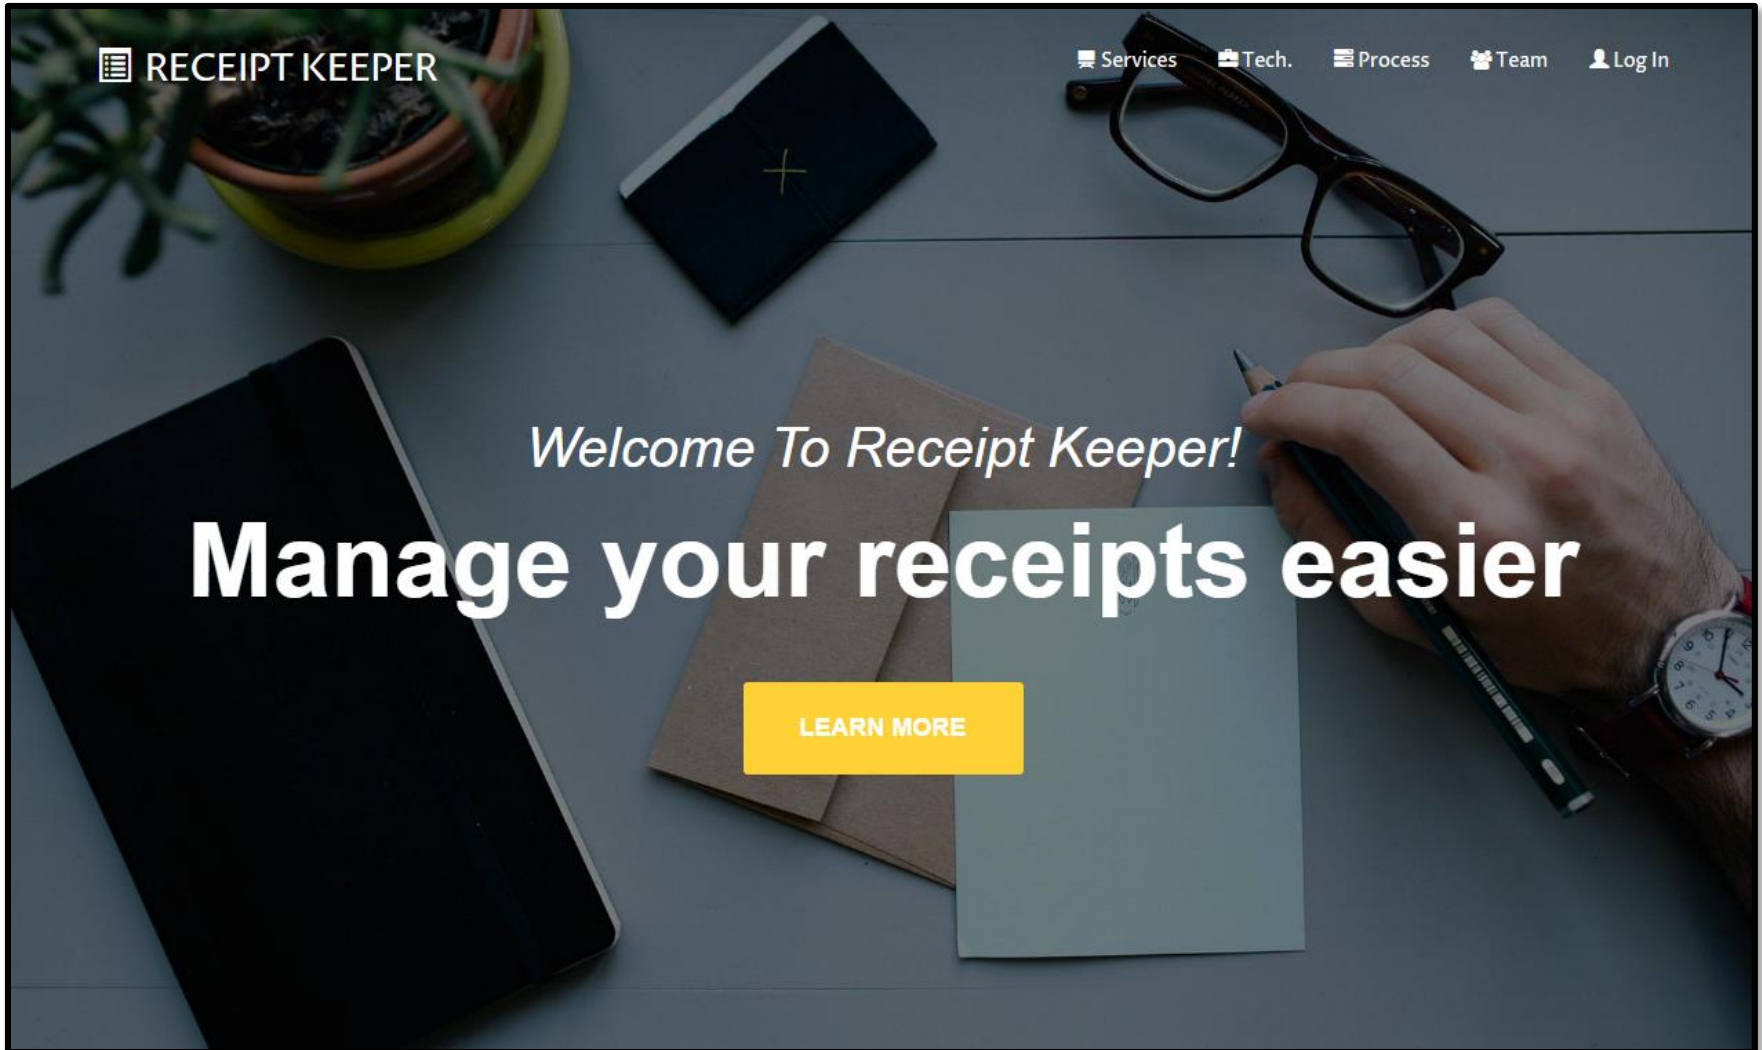 RECEIPT KEEPER
Services Tech. Process Team Log In
Welcome To Receipt Keeper!
Manage your receipts easier
LEARN MORE